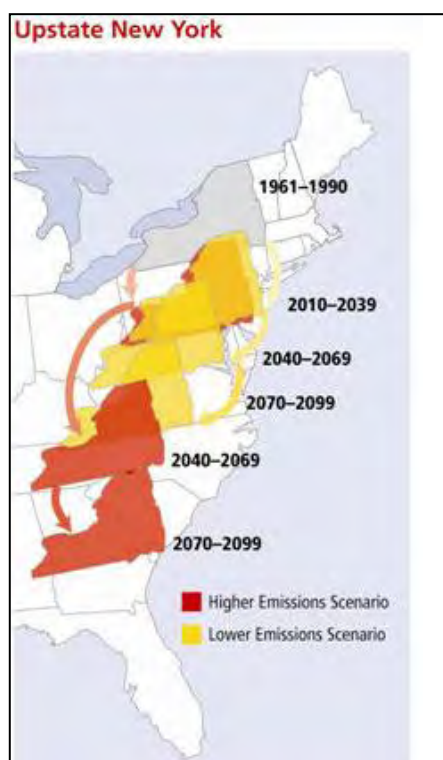 Upstate New York
1961–1990
2010–2039
2040–2069
2070–2099
2040–2069
2070–2099
Higher Emissions Scenario
Lower Emissions Scenario